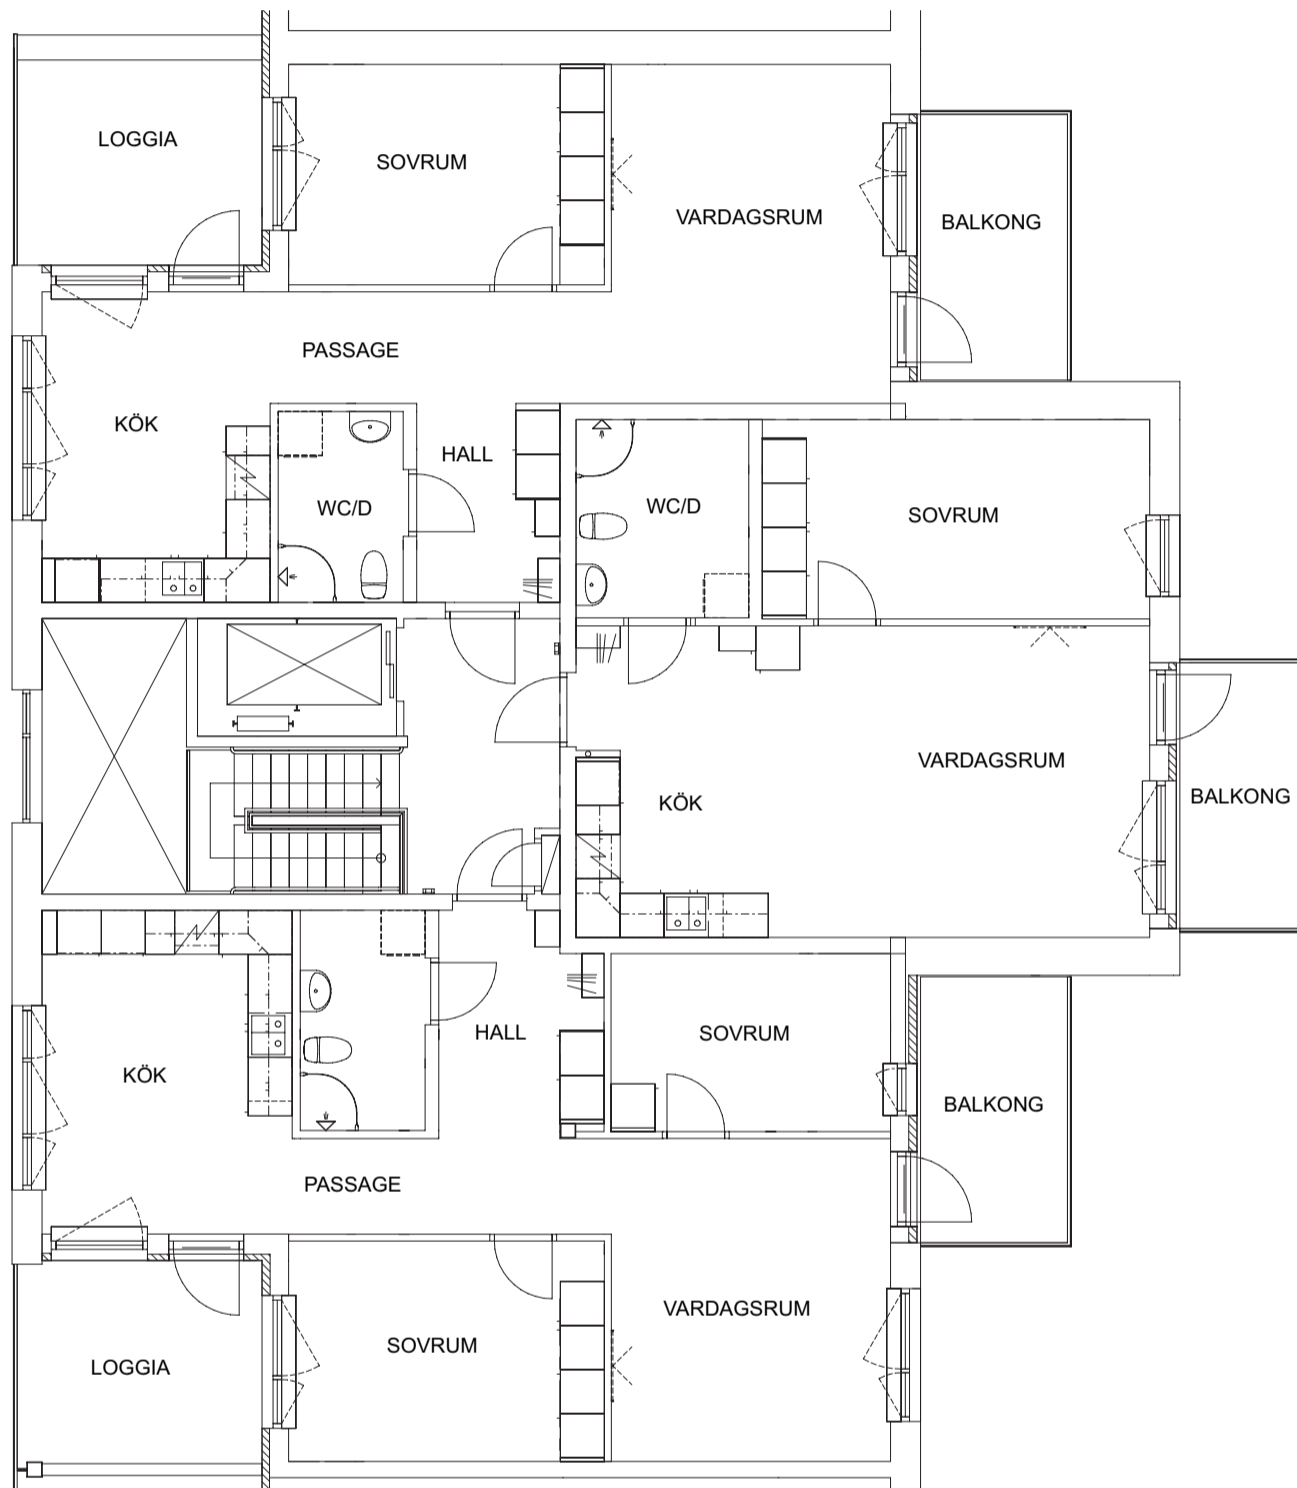 LOGGIA
SOVRUM
VARDAGSRUM
BALKONG
PASSAGE
KÖK
HALL
WC/D
WC/D
SOVRUM
VARDAGSRUM
BALKONG
KÖK
HALL
SOVRUM
KÖK
BALKONG
PASSAGE
VARDAGSRUM
SOVRUM
LOGGIA